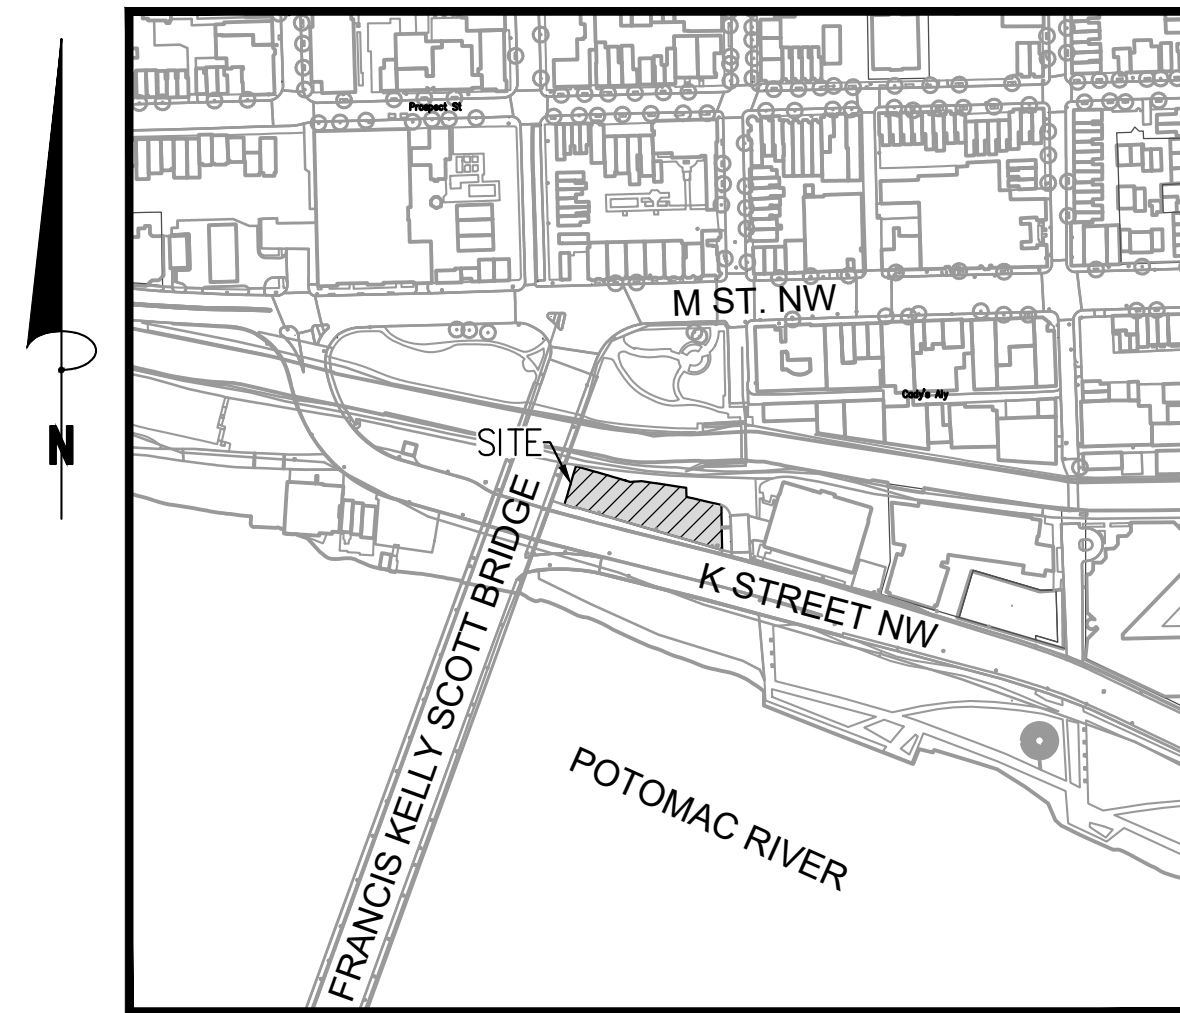 Prospect St
M ST. NW
Cady's Aly
N
SITE
FRANCIS KELLY SCOTT BRIDGE
K STREET NW
POTOMAC RIVER